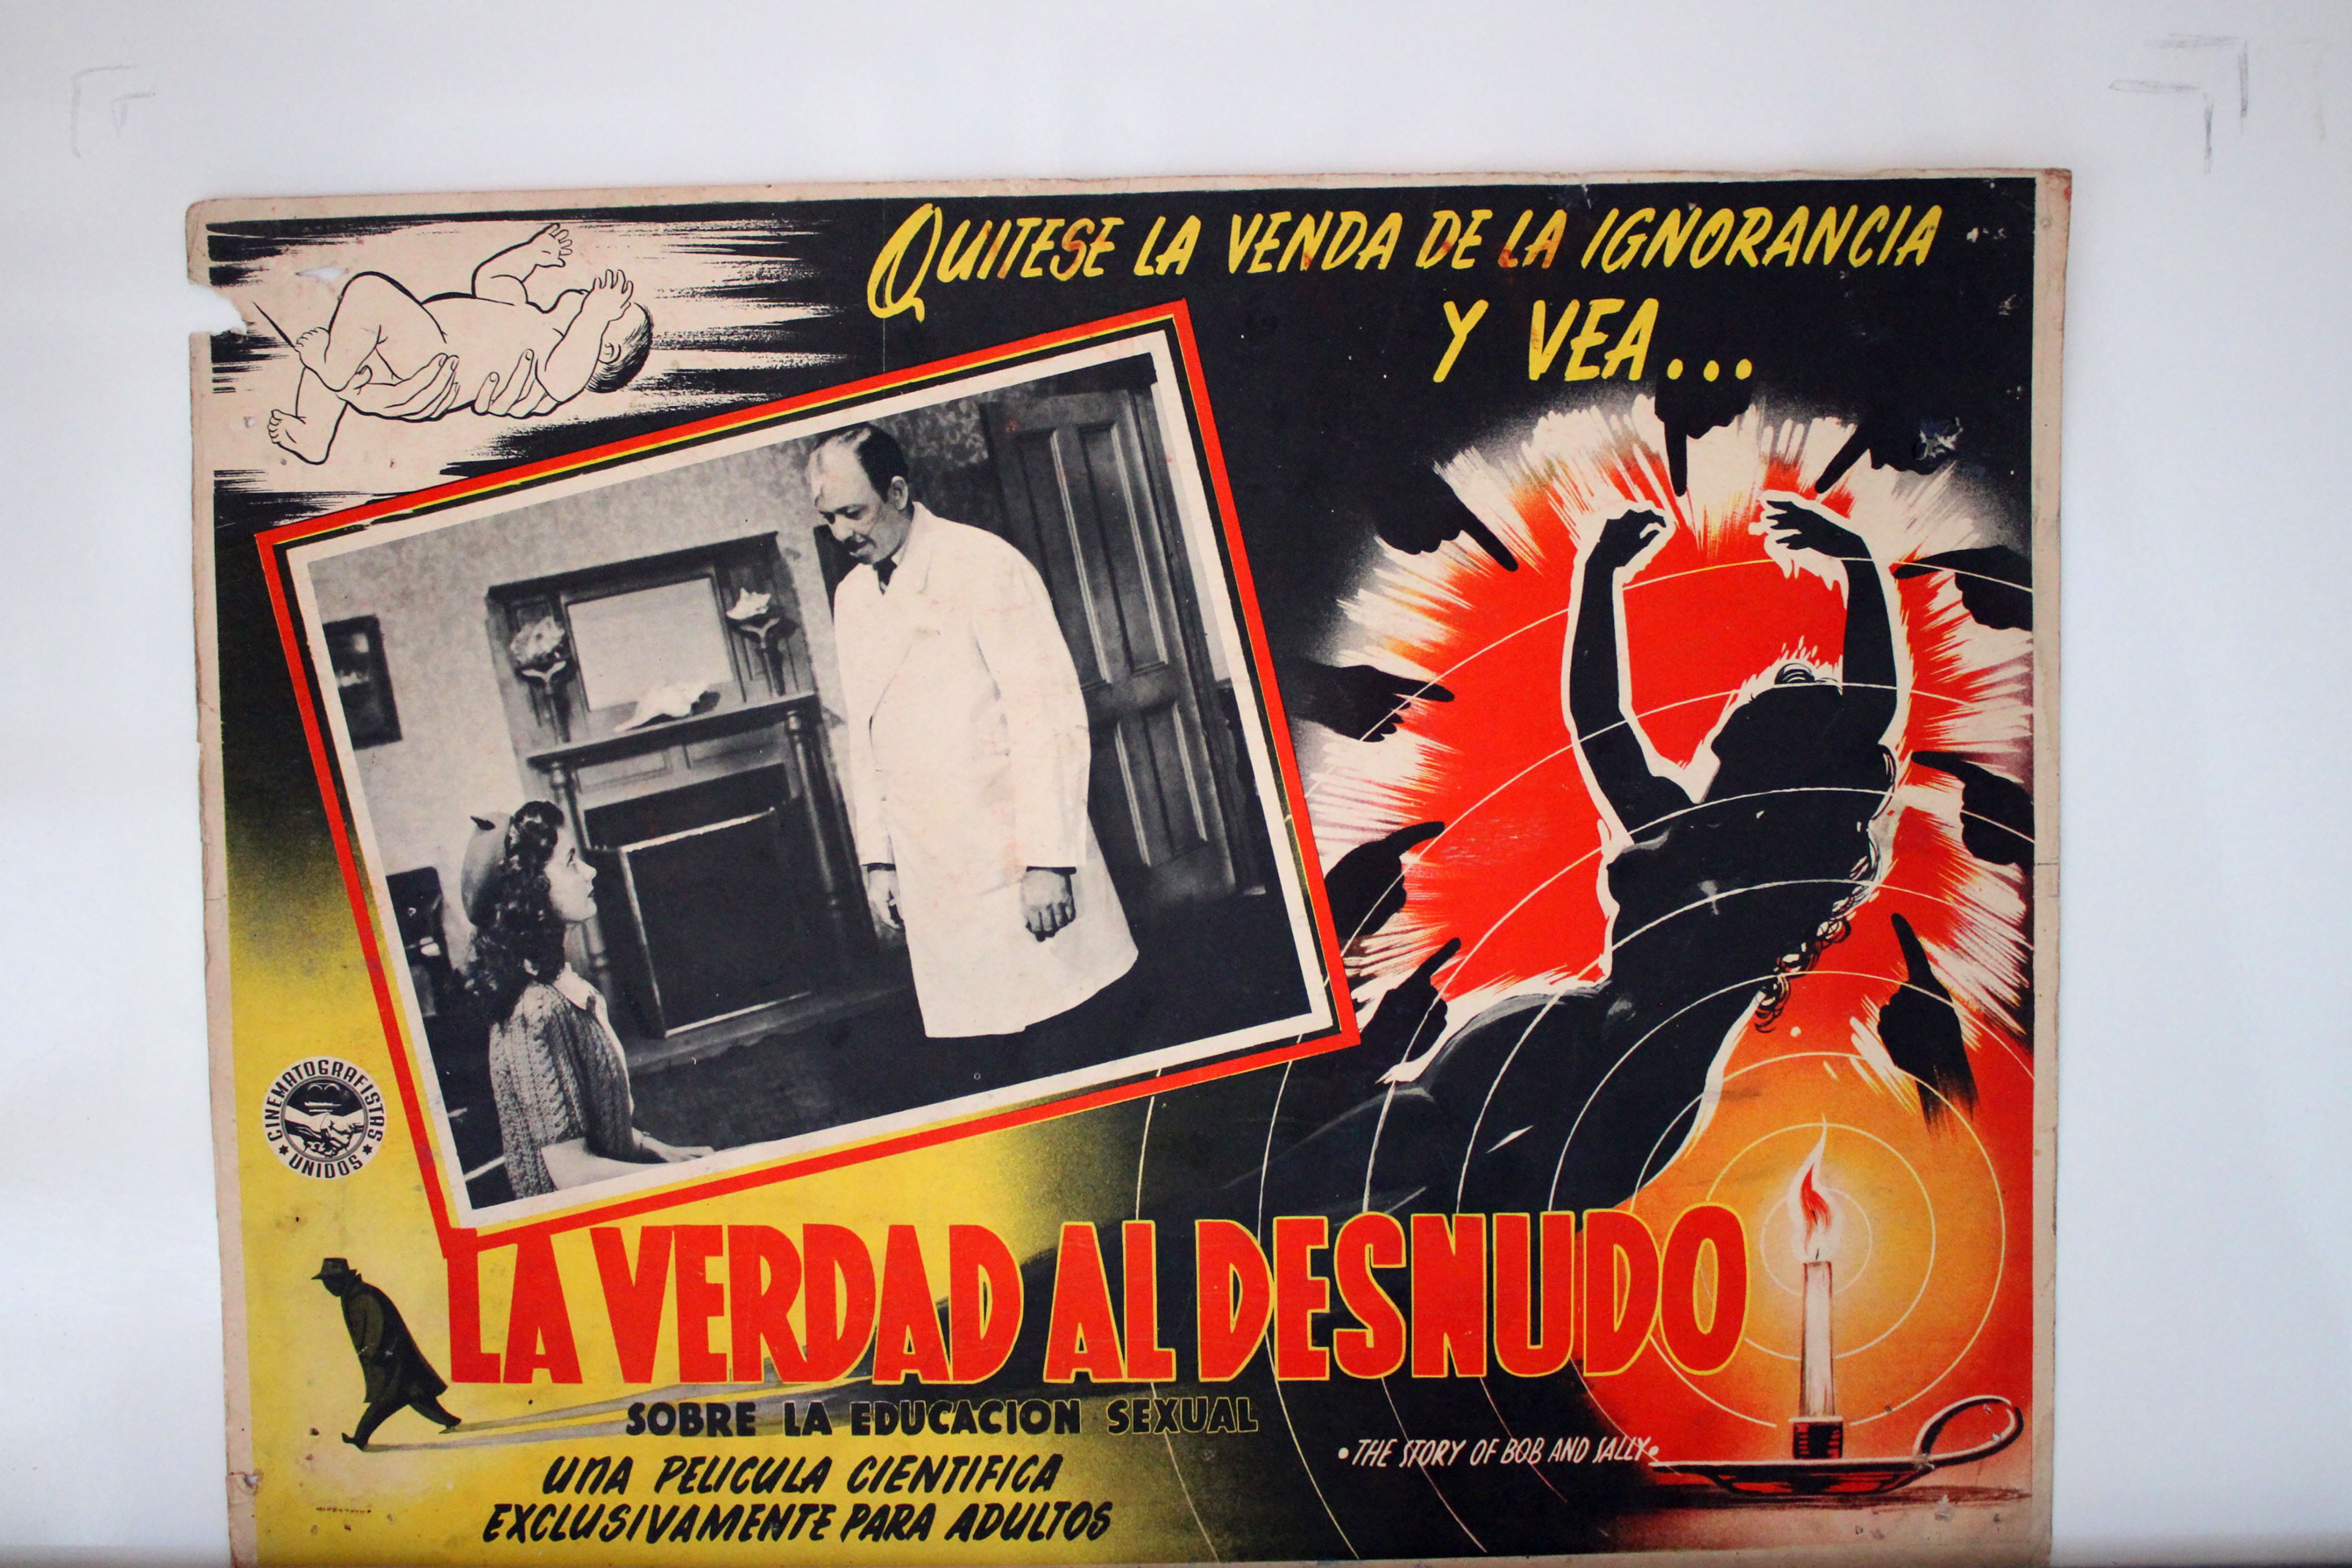 QUITESE LA VENDA DE LA IGNORANCIA
Y VEA...
CINEMATOGRAFISTAS
* UNIDOS *
LA VERDAD AL DESNUDO
SOBRE LA EDUCACION SEXUAL
•THE STORY OF BOB AND SALLY•
UNA PELICULA CIENTIFICA
EXCLUSIVAMENTE PARA ADULTOS